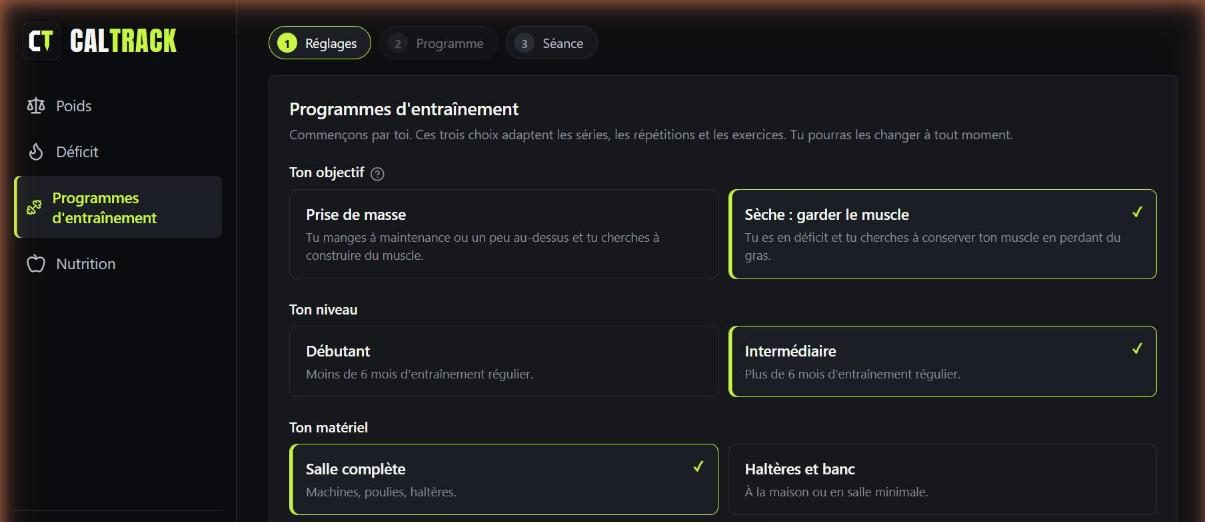 CT CALTRACK
Poids
Déficit
Programmes
d'entraînement
Nutrition
1 Réglages 2 Programme 3 Séance
Programmes d'entraînement
Commençons par toi. Ces trois choix adaptent les séries, les répétitions et les exercices. Tu pourras les changer à tout moment.
Ton objectif ?
Prise de masse
Tu manges à maintenance ou un peu au-dessus et tu cherches à
construire du muscle.
Sèche : garder le muscle
Tu es en déficit et tu cherches à conserver ton muscle en perdant du
gras.
Ton niveau
Débutant
Moins de 6 mois d'entraînement régulier.
Intermédiaire
Plus de 6 mois d'entraînement régulier.
Ton matériel
Salle complète
Machines, poulies, haltères.
Haltères et banc
À la maison ou en salle minimale.